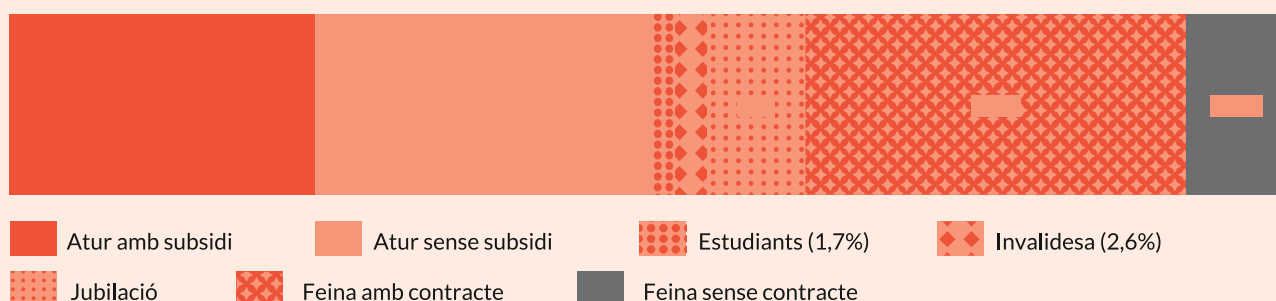 Atur amb subsidi Atur sense subsidi Estudiants (1,7%) Invalidesa (2,6%)
Jubilació Feina amb contracte Feina sense contracte